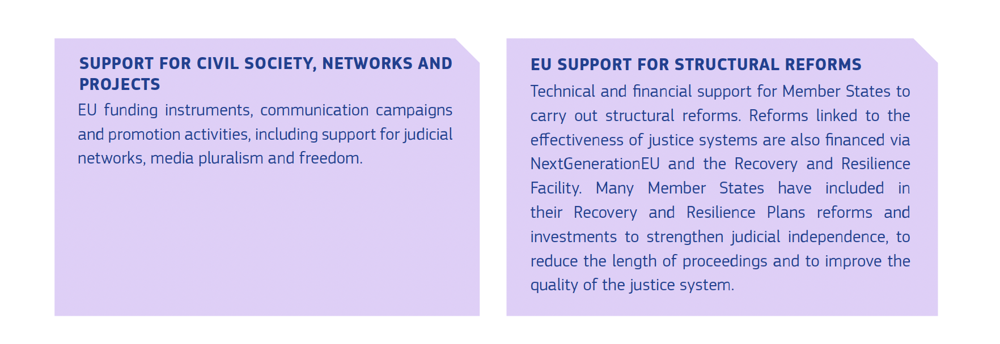 SUPPORT FOR CIVIL SOCIETY, NETWORKS AND
PROJECTS
EU funding instruments, communication campaigns
and promotion activities, including support for judicial
networks, media pluralism and freedom.
EU SUPPORT FOR STRUCTURAL REFORMS
Technical and financial support for Member States to
carry out structural reforms. Reforms linked to the
effectiveness of justice systems are also financed via
NextGenerationEU and the Recovery and Resilience
Facility. Many Member States have included in
their Recovery and Resilience Plans reforms and
investments to strengthen judicial independence, to
reduce the length of proceedings and to improve the
quality of the justice system.